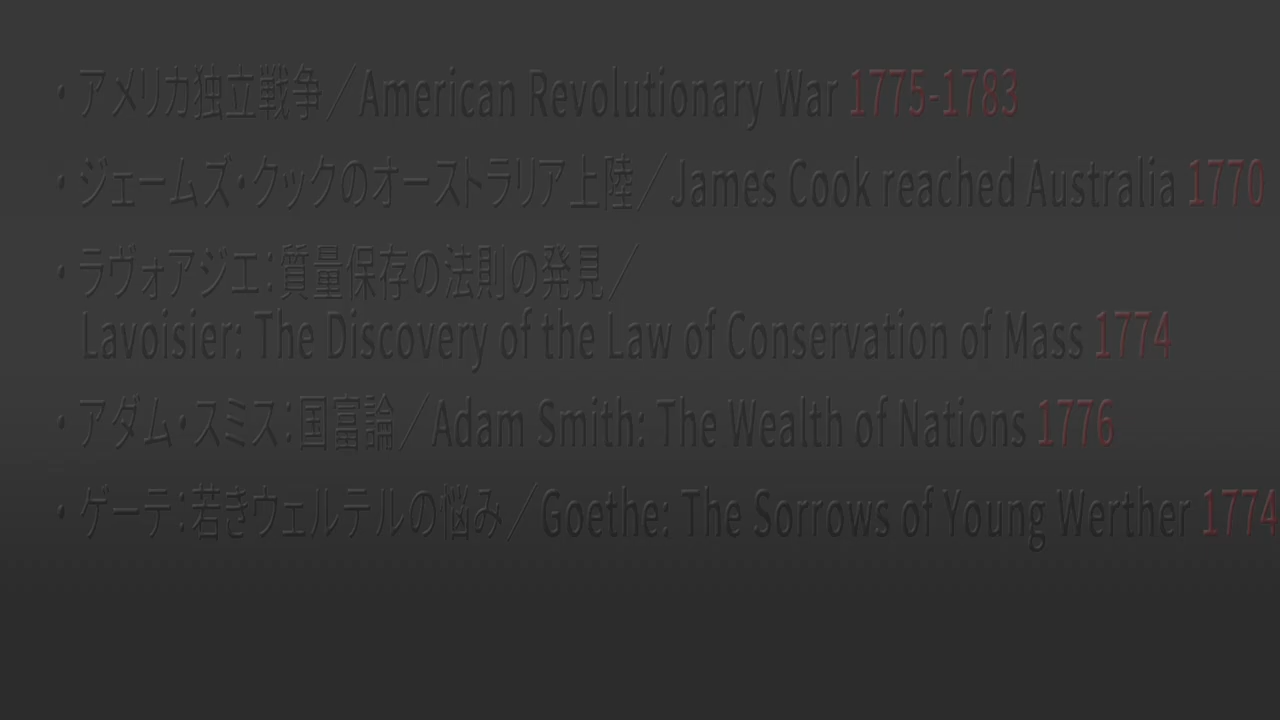 ・アメリカ独立戦争／American Revolutionary War 1775-1783
・ジェームズ・クックのオーストラリア上陸／James Cook reached Australia 1770
・ラヴォアジエ：質量保存の法則の発見／
Lavoisier: The Discovery of the Law of Conservation of Mass 1774
・アダム・スミス：国富論／Adam Smith: The Wealth of Nations 1776
・ゲーテ：若きウェルテルの悩み／Goethe: The Sorrows of Young Werther 1774